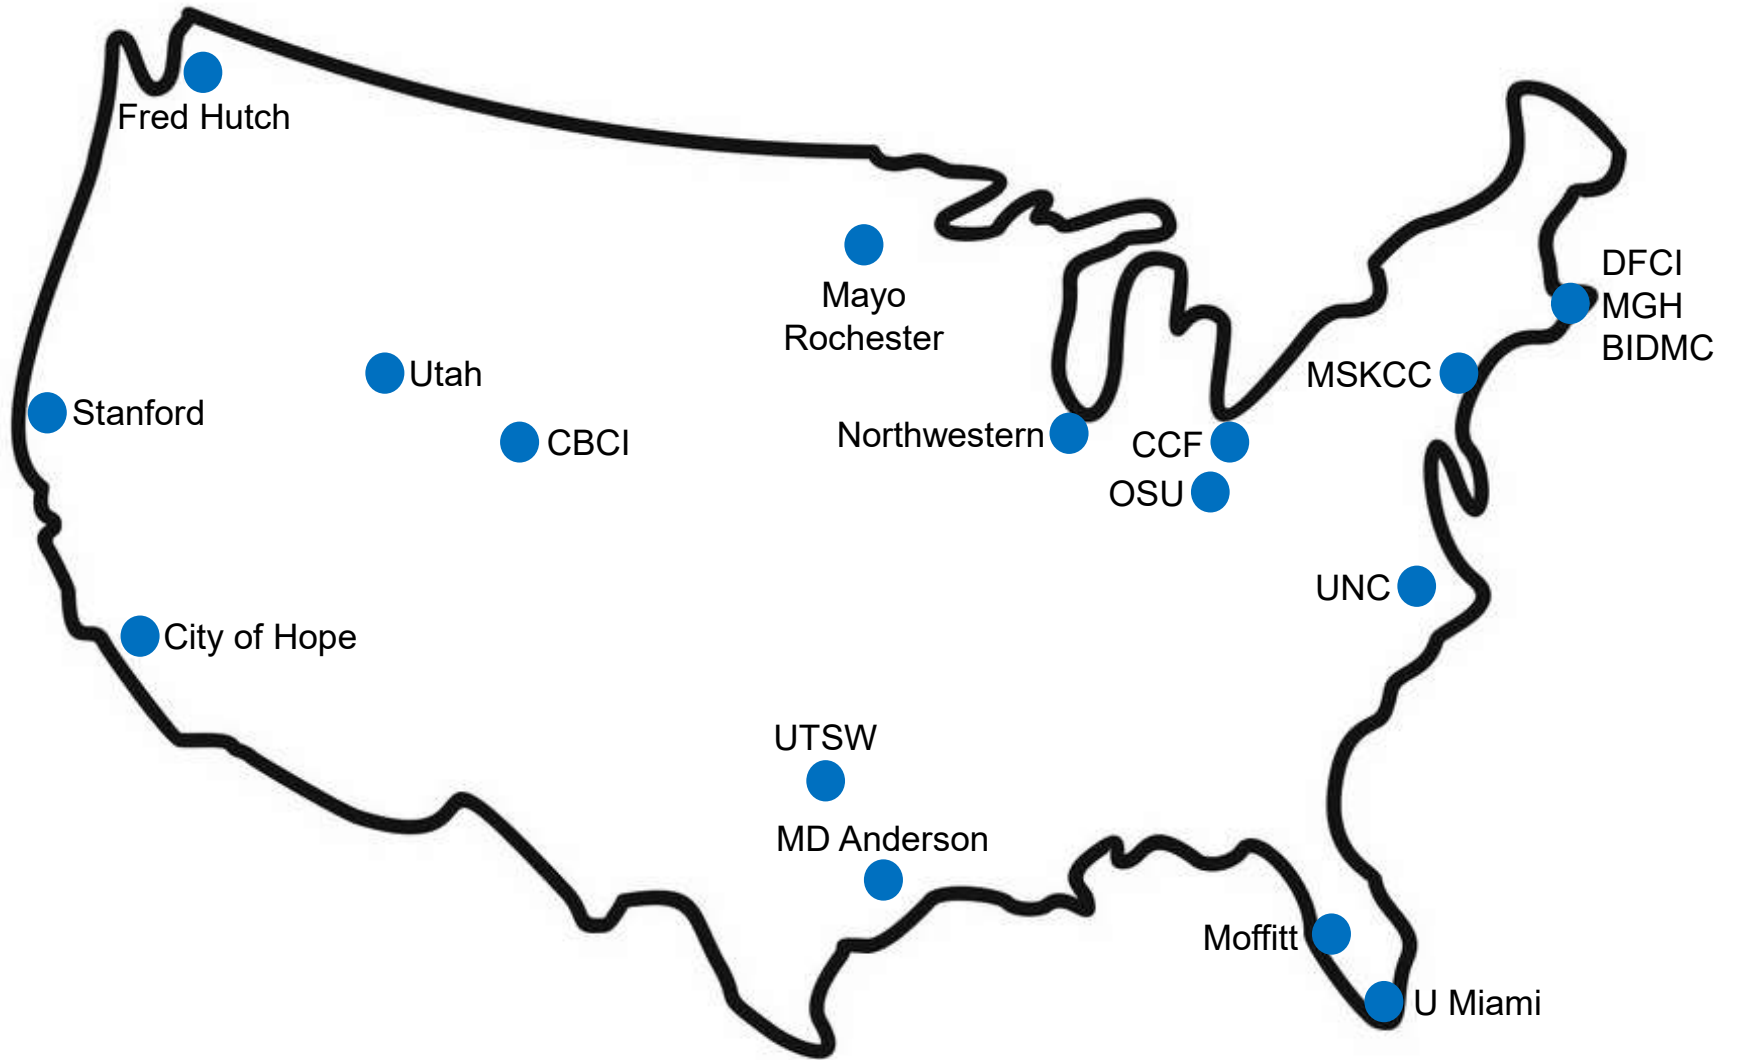 Fred Hutch
DFCI
MGH
BIDMC
Mayo
Rochester
Utah
MSKCC
Stanford
CBCI
Northwestern
CCF
OSU
UNC
City of Hope
UTSW
MD Anderson
Moffitt
U Miami